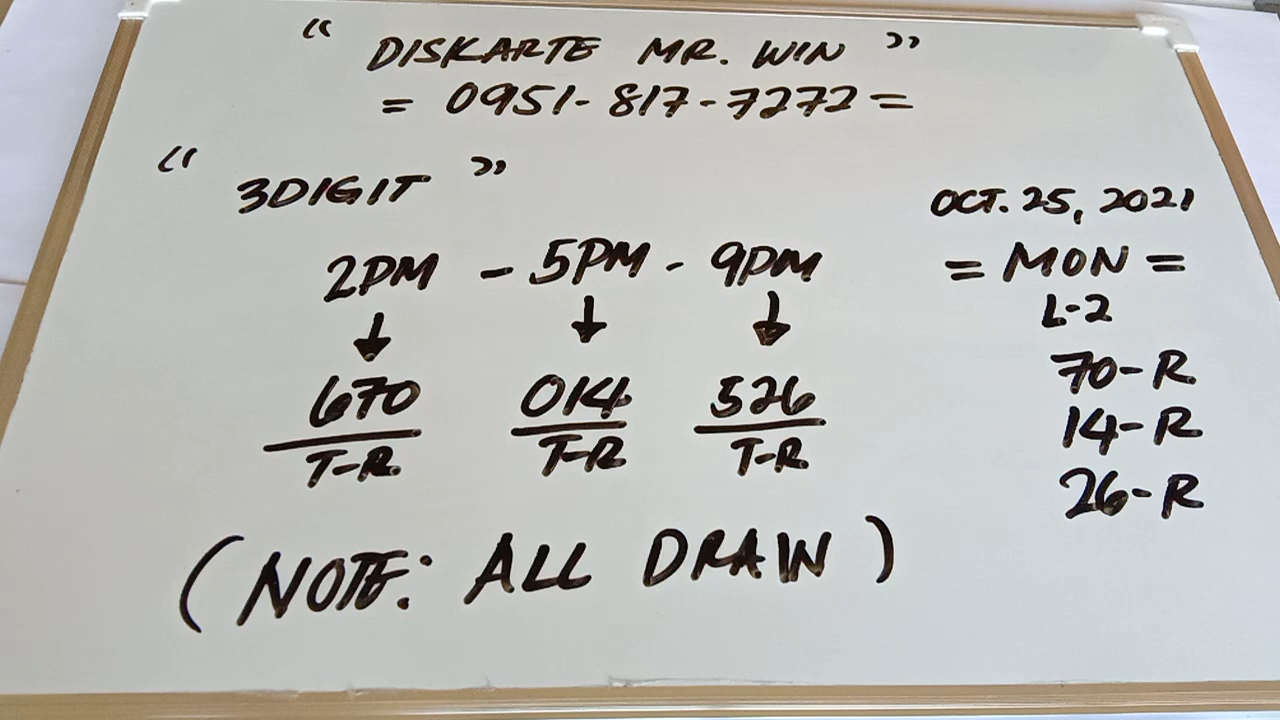 " DISKARTE MR. WIN "
= 0951-817-7272 =
" 3DIGIT "
OCT. 25, 2021
2PM - 5PM - 9PM
= MON =
↓ ↓ ↓
L-2
670 014 526
70-R
T-R T-R T-R
14-R
26-R
(NOTE: ALL DRAW)